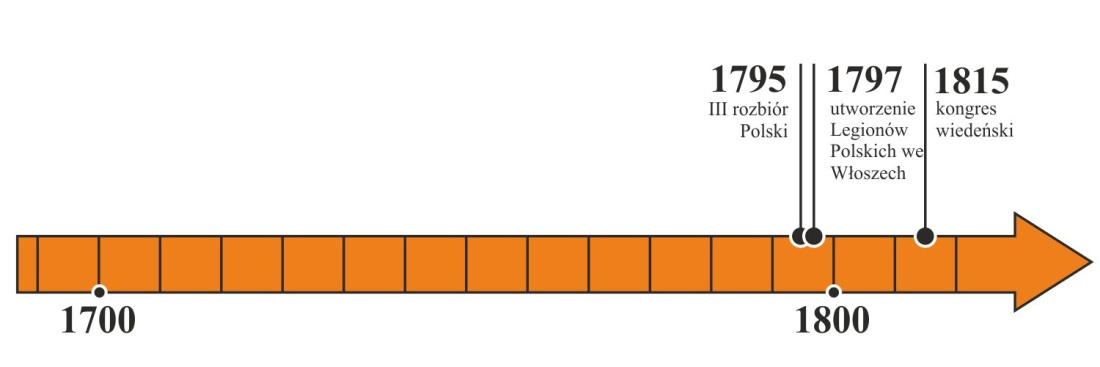 1795
III rozbiór
Polski
1797
utworzenie
Legionów
Polskich we
Włoszech
1815
kongres
wiedeński
1700
1800